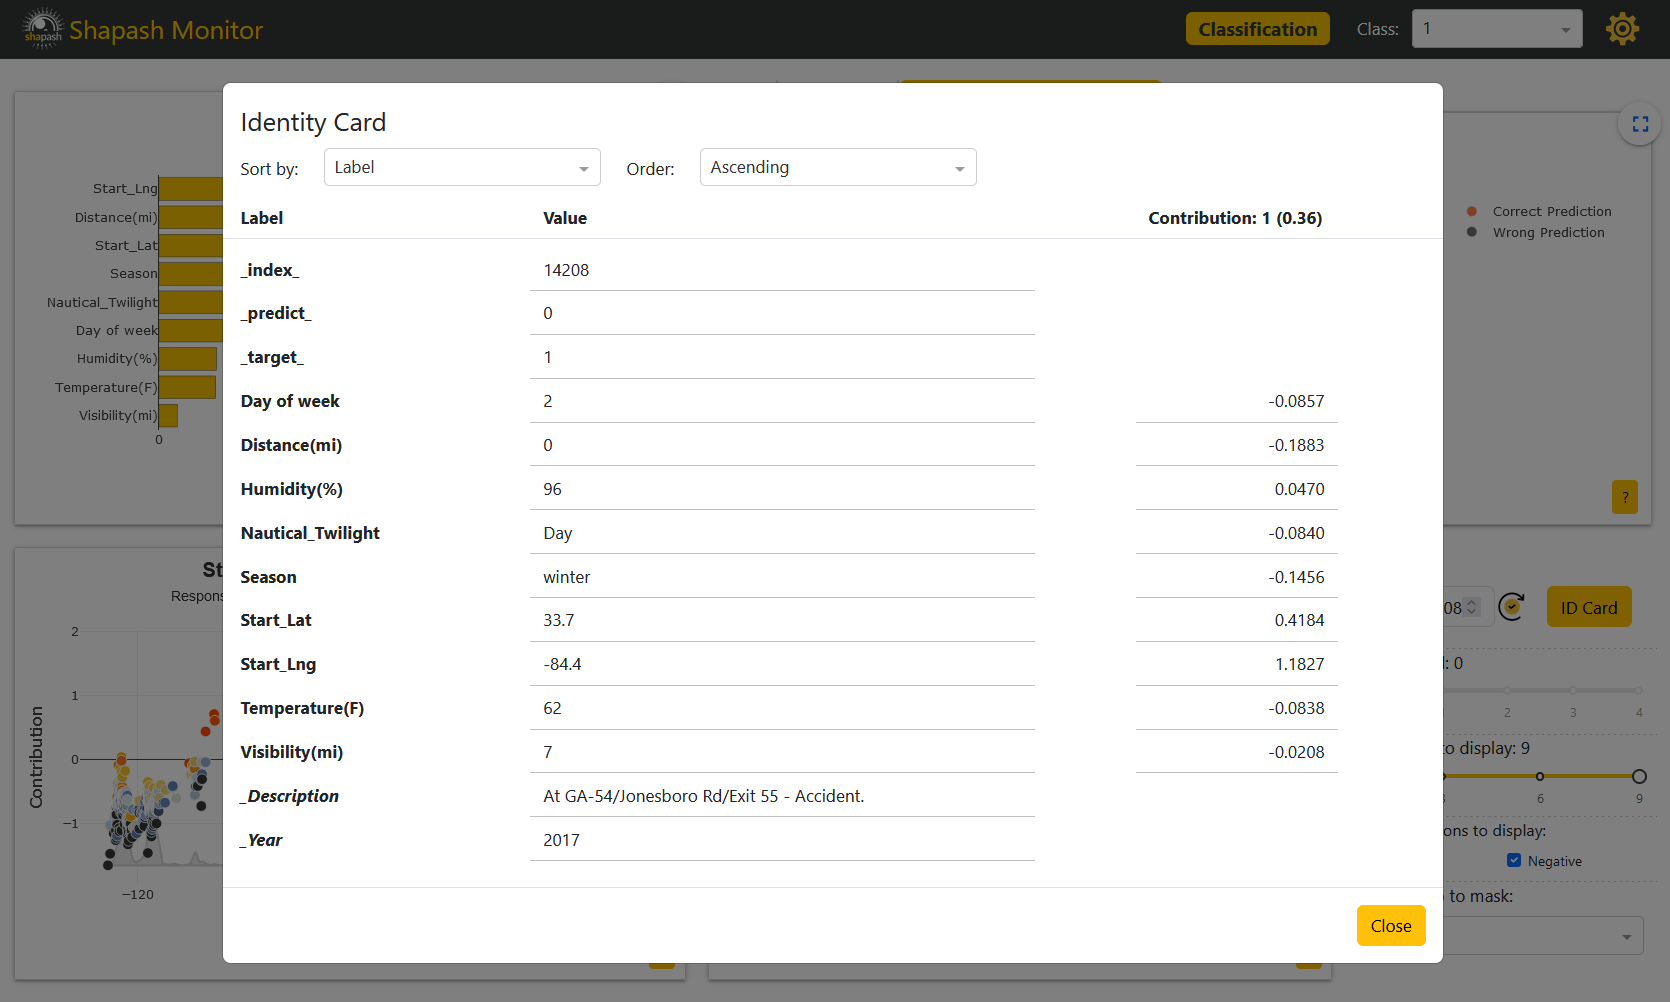 shapash
Shapash Monitor
Classification
Class:
1
Identity Card
Sort by:
Label
Order:
Ascending
Label Value Contribution: 1 (0.36)
_index_ 14208
_predict_ 0
_target_ 1
Day of week 2 -0.0857
Distance(mi) 0 -0.1883
Humidity(%) 96 0.0470
Nautical_Twilight Day -0.0840
Season winter -0.1456
Start_Lat 33.7 0.4184
Start_Lng -84.4 1.1827
Temperature(F) 62 -0.0838
Visibility(mi) 7 -0.0208
_Description At GA-54/Jonesboro Rd/Exit 55 - Accident.
_Year 2017
Close
Start_Lng
Distance(mi)
Start_Lat
Season
Nautical_Twilight
Day of week
Humidity(%)
Temperature(F)
Visibility(mi)
0
Correct Prediction
Wrong Prediction
?
St
Respons
Contribution
2
1
0
−1
−120
08
ID Card
: 0
2 3 4
to display: 9
6 9
ons to display:
Negative
to mask: